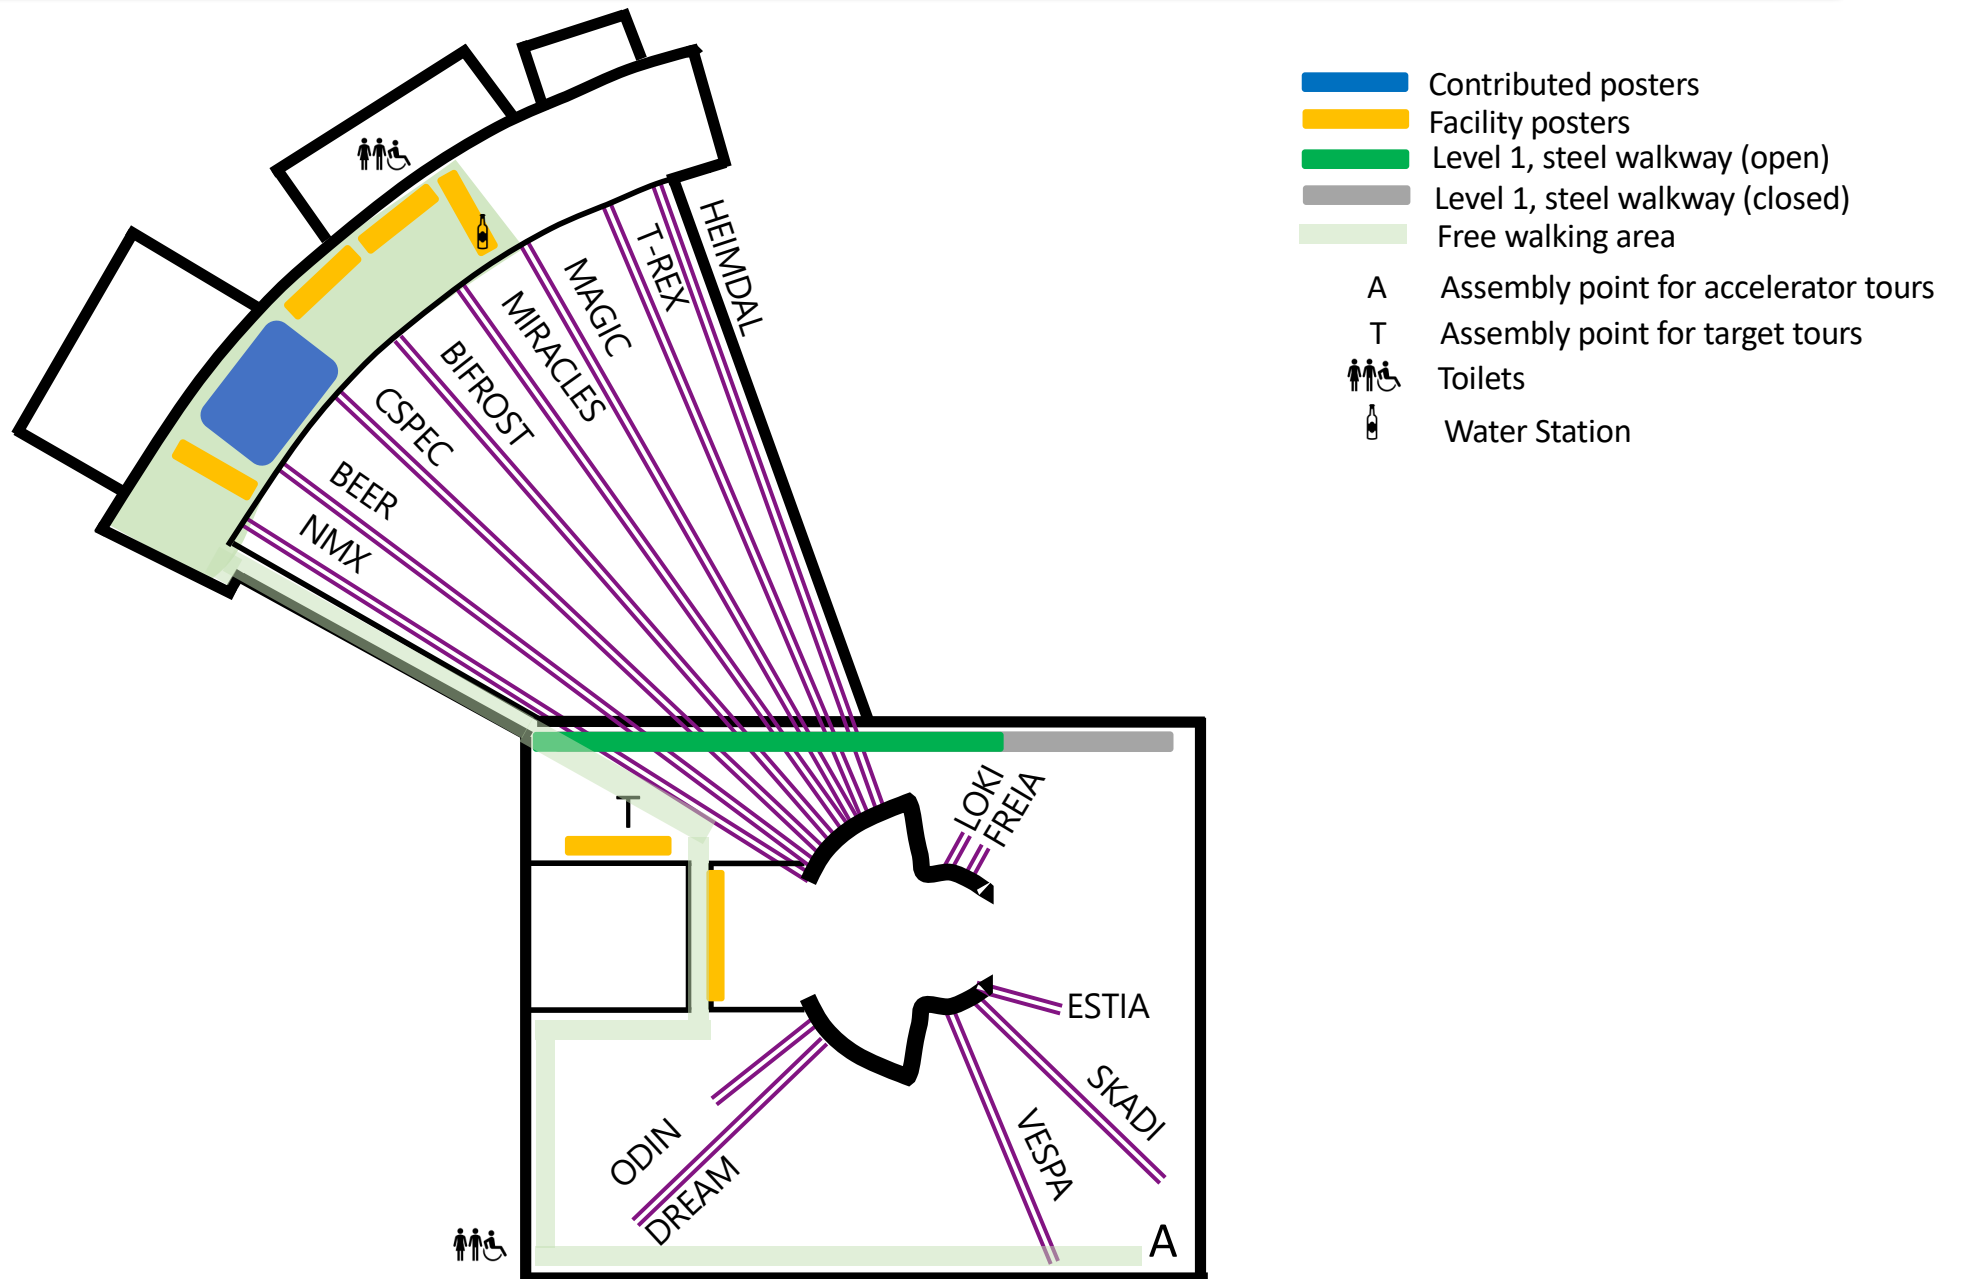 Contributed posters
Facility posters
Level 1, steel walkway (open)
Level 1, steel walkway (closed)
Free walking area
A Assembly point for accelerator tours
T Assembly point for target tours
Toilets
Water Station
HEIMDAL
T-REX
MAGIC
MIRACLES
BIFROST
CSPEC
BEER
NMX
LOKI
FREIA
T
ESTIA
SKADI
VESPA
ODIN
DREAM
A